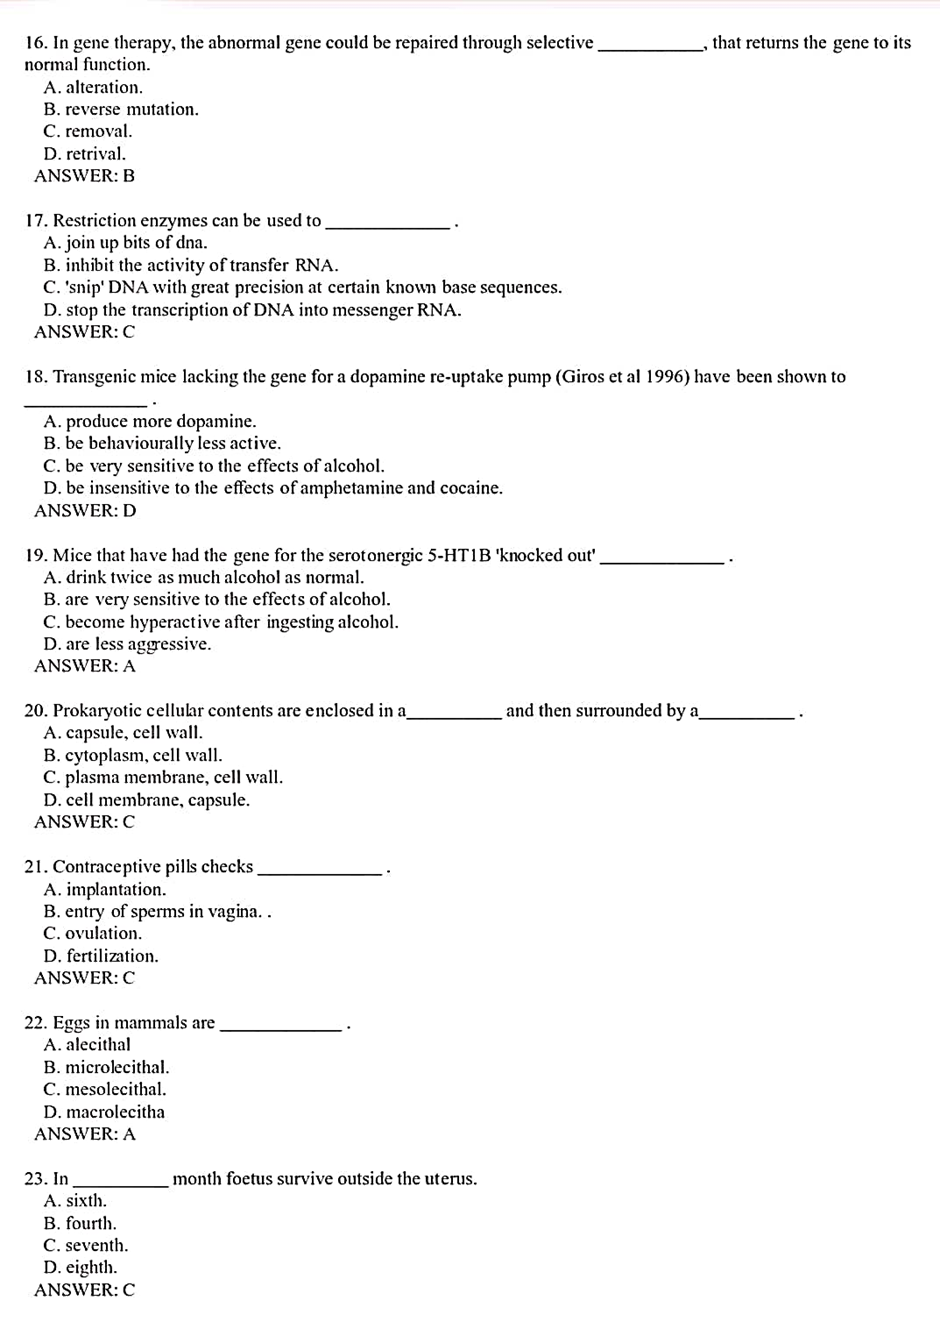 16. In gene therapy, the abnormal gene could be repaired through selective ___________, that returns the gene to its
normal function.
A. alteration.
B. reverse mutation.
C. removal.
D. retrival.
ANSWER: B
17. Restriction enzymes can be used to _____________ .
A. join up bits of dna.
B. inhibit the activity of transfer RNA.
C. 'snip' DNA with great precision at certain known base sequences.
D. stop the transcription of DNA into messenger RNA.
ANSWER: C
18. Transgenic mice lacking the gene for a dopamine re-uptake pump (Giros et al 1996) have been shown to
_____________ .
A. produce more dopamine.
B. be behaviourally less active.
C. be very sensitive to the effects of alcohol.
D. be insensitive to the effects of amphetamine and cocaine.
ANSWER: D
19. Mice that have had the gene for the serotonergic 5-HT1B 'knocked out' _____________ .
A. drink twice as much alcohol as normal.
B. are very sensitive to the effects of alcohol.
C. become hyperactive after ingesting alcohol.
D. are less aggressive.
ANSWER: A
20. Prokaryotic cellular contents are enclosed in a__________ and then surrounded by a__________ .
A. capsule, cell wall.
B. cytoplasm, cell wall.
C. plasma membrane, cell wall.
D. cell membrane, capsule.
ANSWER: C
21. Contraceptive pills checks _____________ .
A. implantation.
B. entry of sperms in vagina. .
C. ovulation.
D. fertilization.
ANSWER: C
22. Eggs in mammals are _____________ .
A. alecithal
B. microlecithal.
C. mesolecithal.
D. macrolecitha
ANSWER: A
23. In __________ month foetus survive outside the uterus.
A. sixth.
B. fourth.
C. seventh.
D. eighth.
ANSWER: C